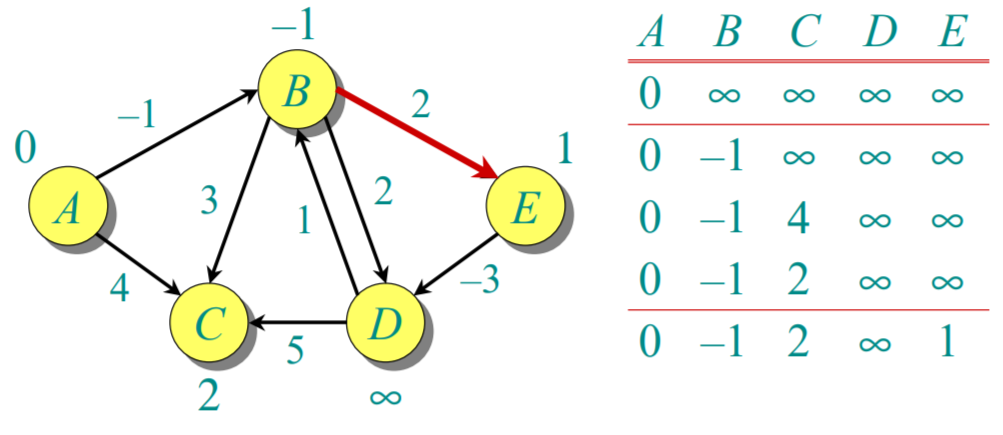 –1
B
–1
2
0
1
A
3
1
2
E
4
–3
C
D
5
2
∞
A B C D E
0 ∞ ∞ ∞ ∞
0 –1 ∞ ∞ ∞
0 –1 4 ∞ ∞
0 –1 2 ∞ ∞
0 –1 2 ∞ 1